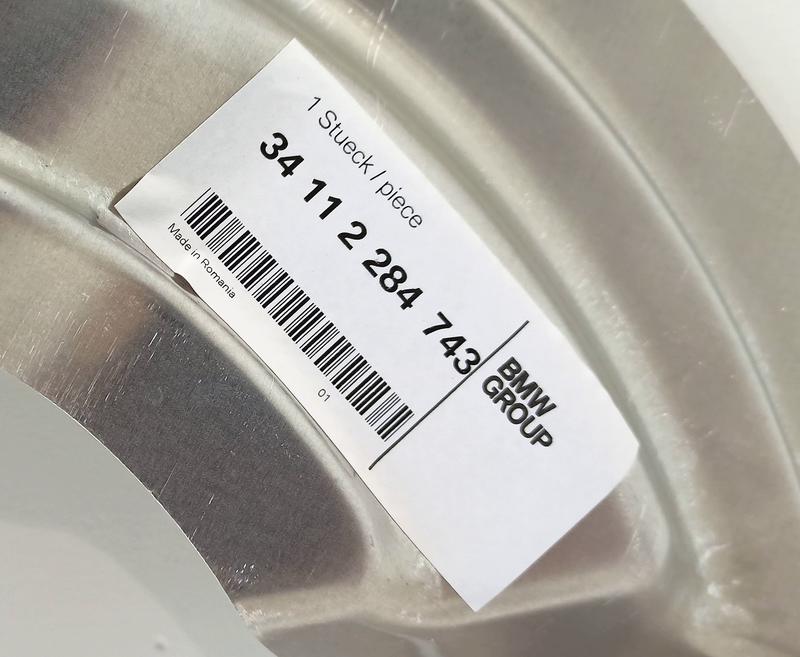 1 Stueck / piece
34 11 2 284 743
Made in Romania
01
BMW
GROUP